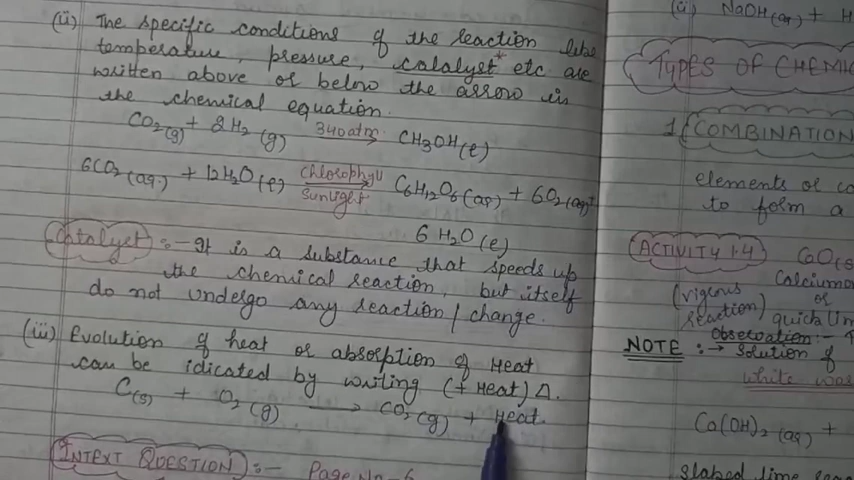 (ii) The specific conditions of the reaction like
temperature, pressure, catalyst etc are
written above or below the arrow in
the chemical equation.
CO2(g) + 2H2(g) 340atm → CH3OH(l)
6CO2(aq) + 12H2O(l) chlorophyll → sunlight C6H12O6(aq) + 6O2(aq)+
6H2O(l)
Catalyst :- It is a substance that speeds up
the chemical reaction, but itself
do not undergo any reaction / change.
(iii) Evolution of heat or absorption of Heat
can be idicated by writing (+ Heat) Δ.
C(s) + O2(g) → CO2(g) + Heat.
INTEXT QUESTION :- Page No-6
(ii) NaOH(aq) + H
TYPES OF CHEMIC
1) COMBINATION
elements or co
to form a
ACTIVITY 1.4 CaO(s
Calcium
(vigorous or
reaction) quick lim
Observation :-
NOTE :→ Solution of
white was
Ca(OH)2(aq) +
slaked lime